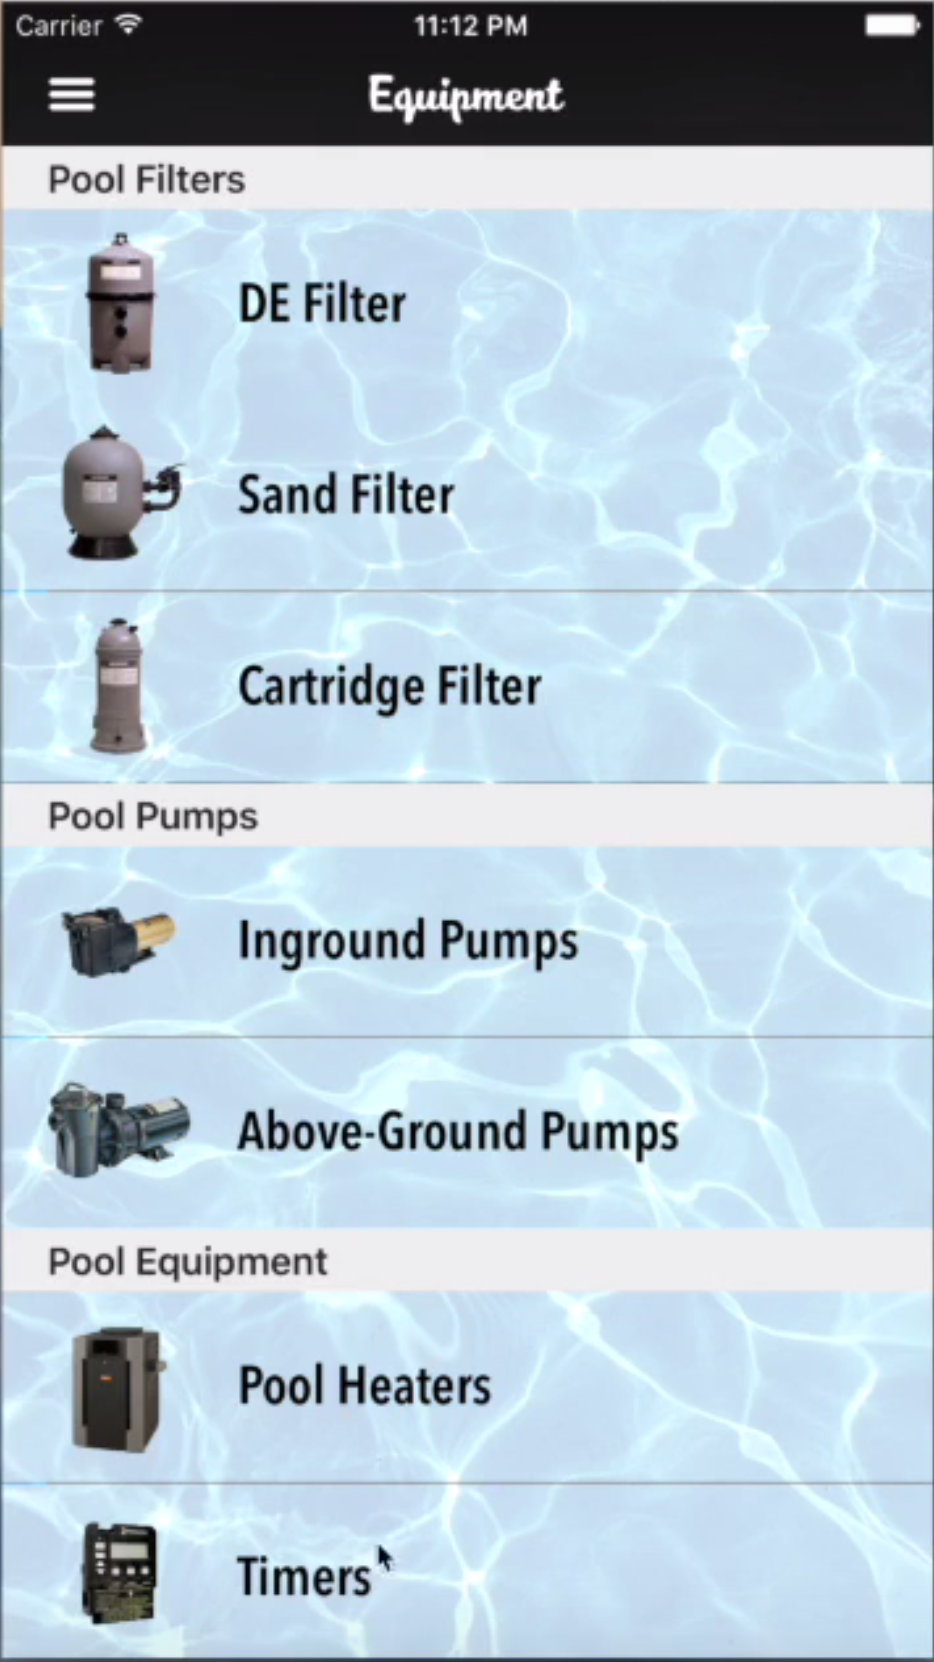 Carrier 11:12 PM
Equipment
Pool Filters
DE Filter
Sand Filter
Cartridge Filter
Pool Pumps
Inground Pumps
Above-Ground Pumps
Pool Equipment
Pool Heaters
Timers